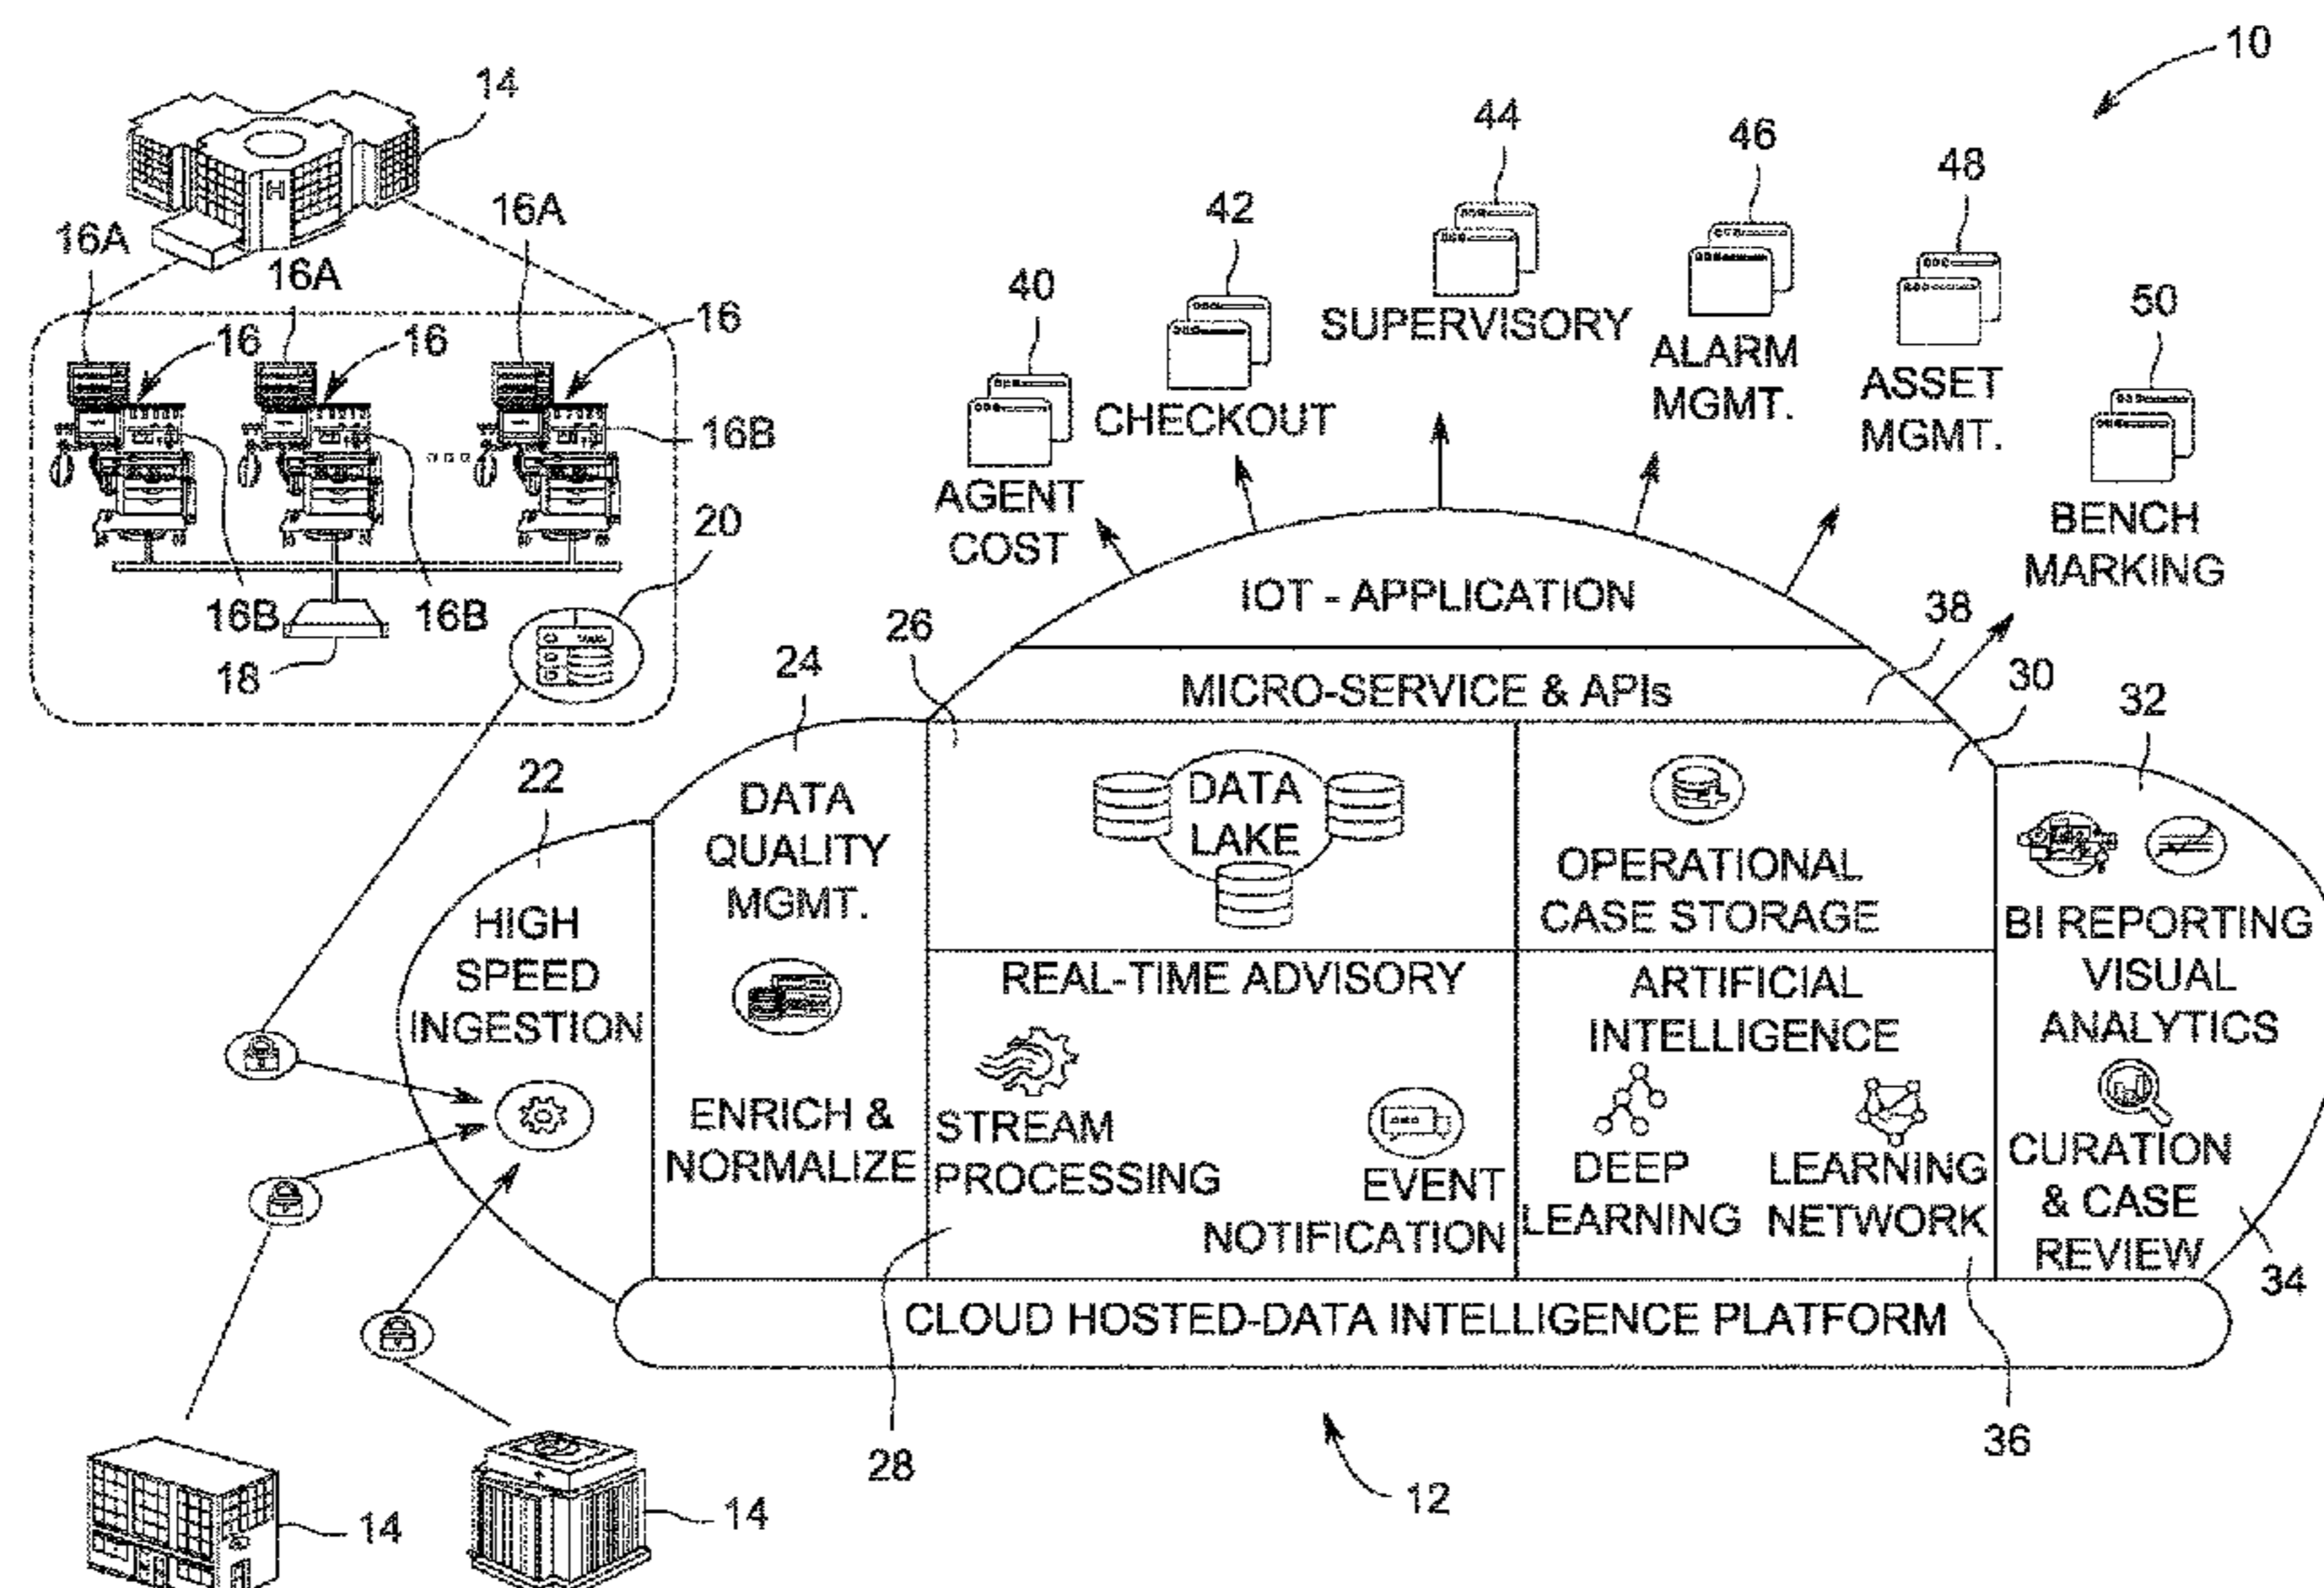 10
14
44
46
48
16A
16A
42
16A
40
50
16
16
16
SUPERVISORY
ALARM
MGMT.
ASSET
MGMT.
CHECKOUT
16B
AGENT
COST
BENCH
MARKING
20
16B
16B
18
IOT - APPLICATION
38
26
24
MICRO-SERVICE & APIs
30
32
22
DATA
QUALITY
MGMT.
DATA
LAKE
OPERATIONAL
CASE STORAGE
HIGH
SPEED
INGESTION
BI REPORTING
VISUAL
ANALYTICS
REAL-TIME ADVISORY
ARTIFICIAL
INTELLIGENCE
ENRICH &
NORMALIZE
STREAM
PROCESSING
EVENT
NOTIFICATION
DEEP
LEARNING
LEARNING
NETWORK
CURATION
& CASE
REVIEW
34
CLOUD HOSTED-DATA INTELLIGENCE PLATFORM
28
36
12
14
14
H